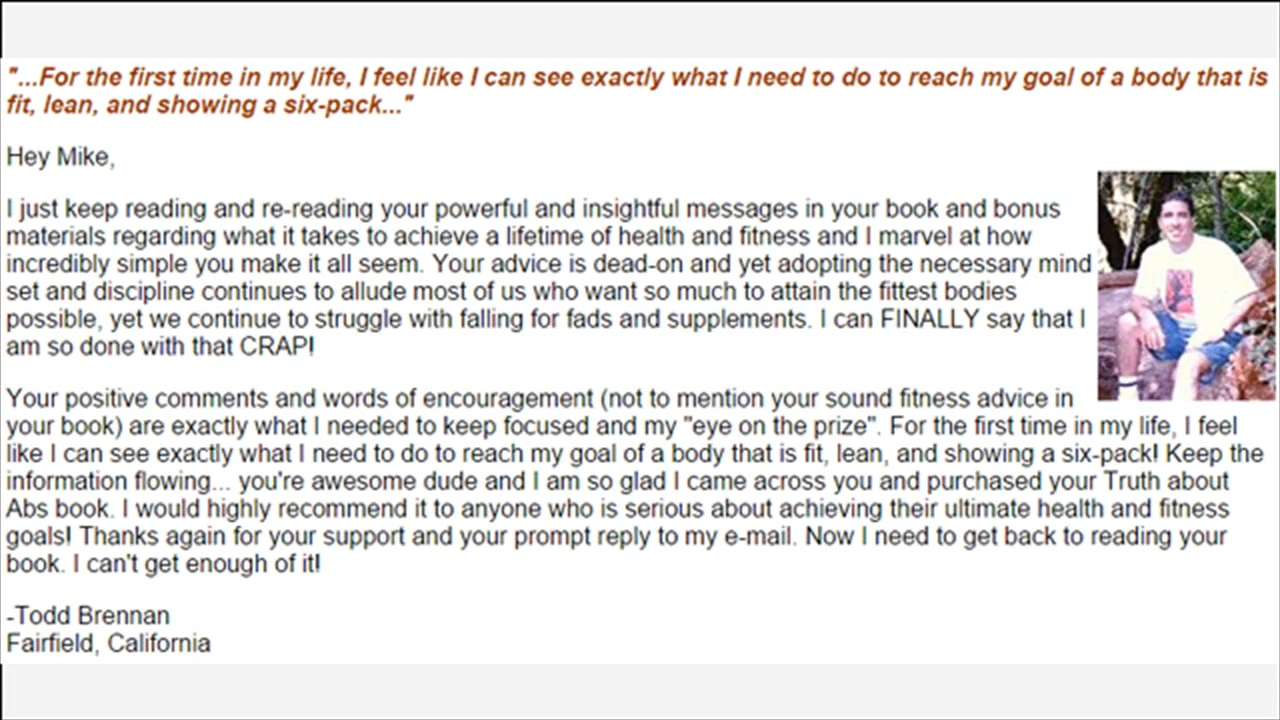 "...For the first time in my life, I feel like I can see exactly what I need to do to reach my goal of a body that is
fit, lean, and showing a six-pack..."
Hey Mike,
I just keep reading and re-reading your powerful and insightful messages in your book and bonus
materials regarding what it takes to achieve a lifetime of health and fitness and I marvel at how
incredibly simple you make it all seem. Your advice is dead-on and yet adopting the necessary mind
set and discipline continues to allude most of us who want so much to attain the fittest bodies
possible, yet we continue to struggle with falling for fads and supplements. I can FINALLY say that I
am so done with that CRAP!
Your positive comments and words of encouragement (not to mention your sound fitness advice in
your book) are exactly what I needed to keep focused and my "eye on the prize". For the first time in my life, I feel
like I can see exactly what I need to do to reach my goal of a body that is fit, lean, and showing a six-pack! Keep the
information flowing... you're awesome dude and I am so glad I came across you and purchased your Truth about
Abs book. I would highly recommend it to anyone who is serious about achieving their ultimate health and fitness
goals! Thanks again for your support and your prompt reply to my e-mail. Now I need to get back to reading your
book. I can't get enough of it!
-Todd Brennan
Fairfield, California